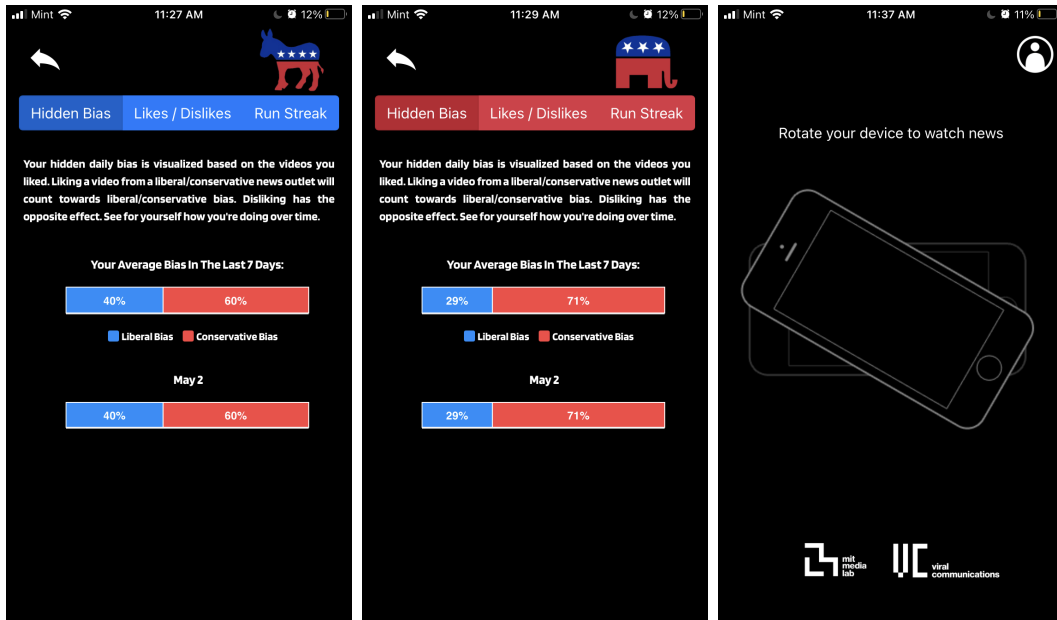 Mint 11:27 AM 12%
Hidden Bias Likes / Dislikes Run Streak
Your hidden daily bias is visualized based on the videos you
liked. Liking a video from a liberal/conservative news outlet will
count towards liberal/conservative bias. Disliking has the
opposite effect. See for yourself how you're doing over time.
Your Average Bias In The Last 7 Days:
40% 60%
Liberal Bias Conservative Bias
May 2
40% 60%
Mint 11:29 AM 12%
Hidden Bias Likes / Dislikes Run Streak
Your hidden daily bias is visualized based on the videos you
liked. Liking a video from a liberal/conservative news outlet will
count towards liberal/conservative bias. Disliking has the
opposite effect. See for yourself how you're doing over time.
Your Average Bias In The Last 7 Days:
29% 71%
Liberal Bias Conservative Bias
May 2
29% 71%
Mint 11:37 AM 11%
Rotate your device to watch news
mit
media
lab
VC
viral
communications